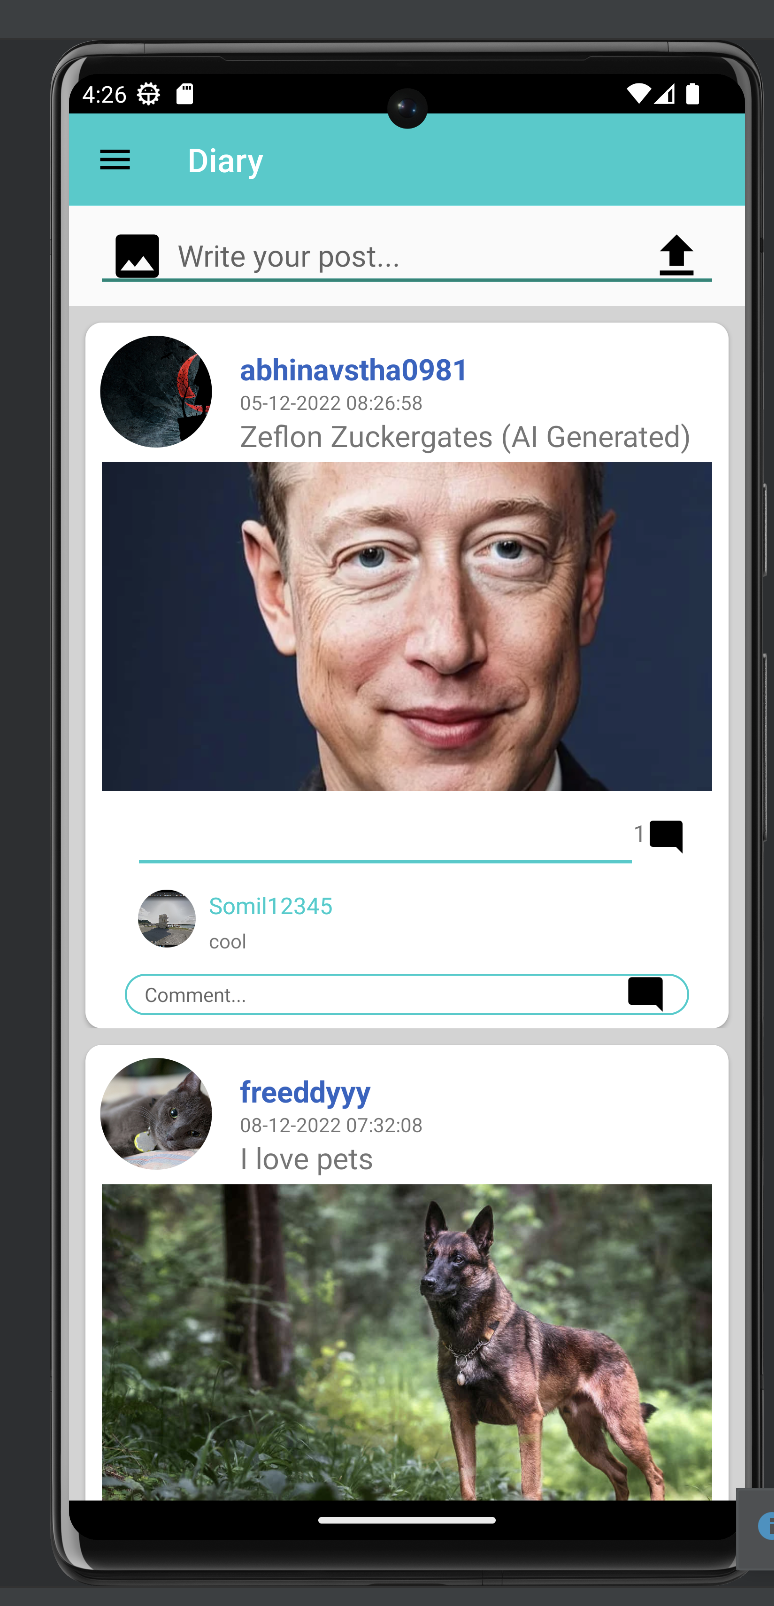 4:26
Diary
Write your post...
abhinavstha0981
05-12-2022 08:26:58
Zeflon Zuckergates (AI Generated)
1
Somil12345
cool
Comment...
freeddyyy
08-12-2022 07:32:08
I love pets